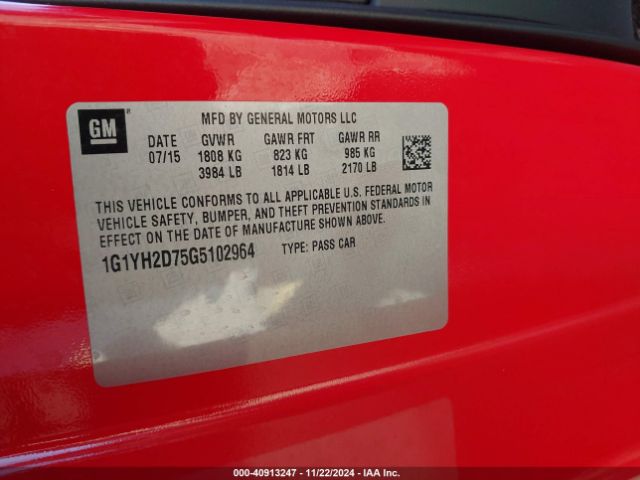 GM
MFD BY GENERAL MOTORS LLC
DATE GVWR GAWR FRT GAWR RR
07/15 1808 KG 823 KG 985 KG
3984 LB 1814 LB 2170 LB
THIS VEHICLE CONFORMS TO ALL APPLICABLE U.S. FEDERAL MOTOR
VEHICLE SAFETY, BUMPER, AND THEFT PREVENTION STANDARDS IN
EFFECT ON THE DATE OF MANUFACTURE SHOWN ABOVE.
1G1YH2D75G5102964 TYPE: PASS CAR
000-40913247 - 11/22/2024 - IAA Inc.